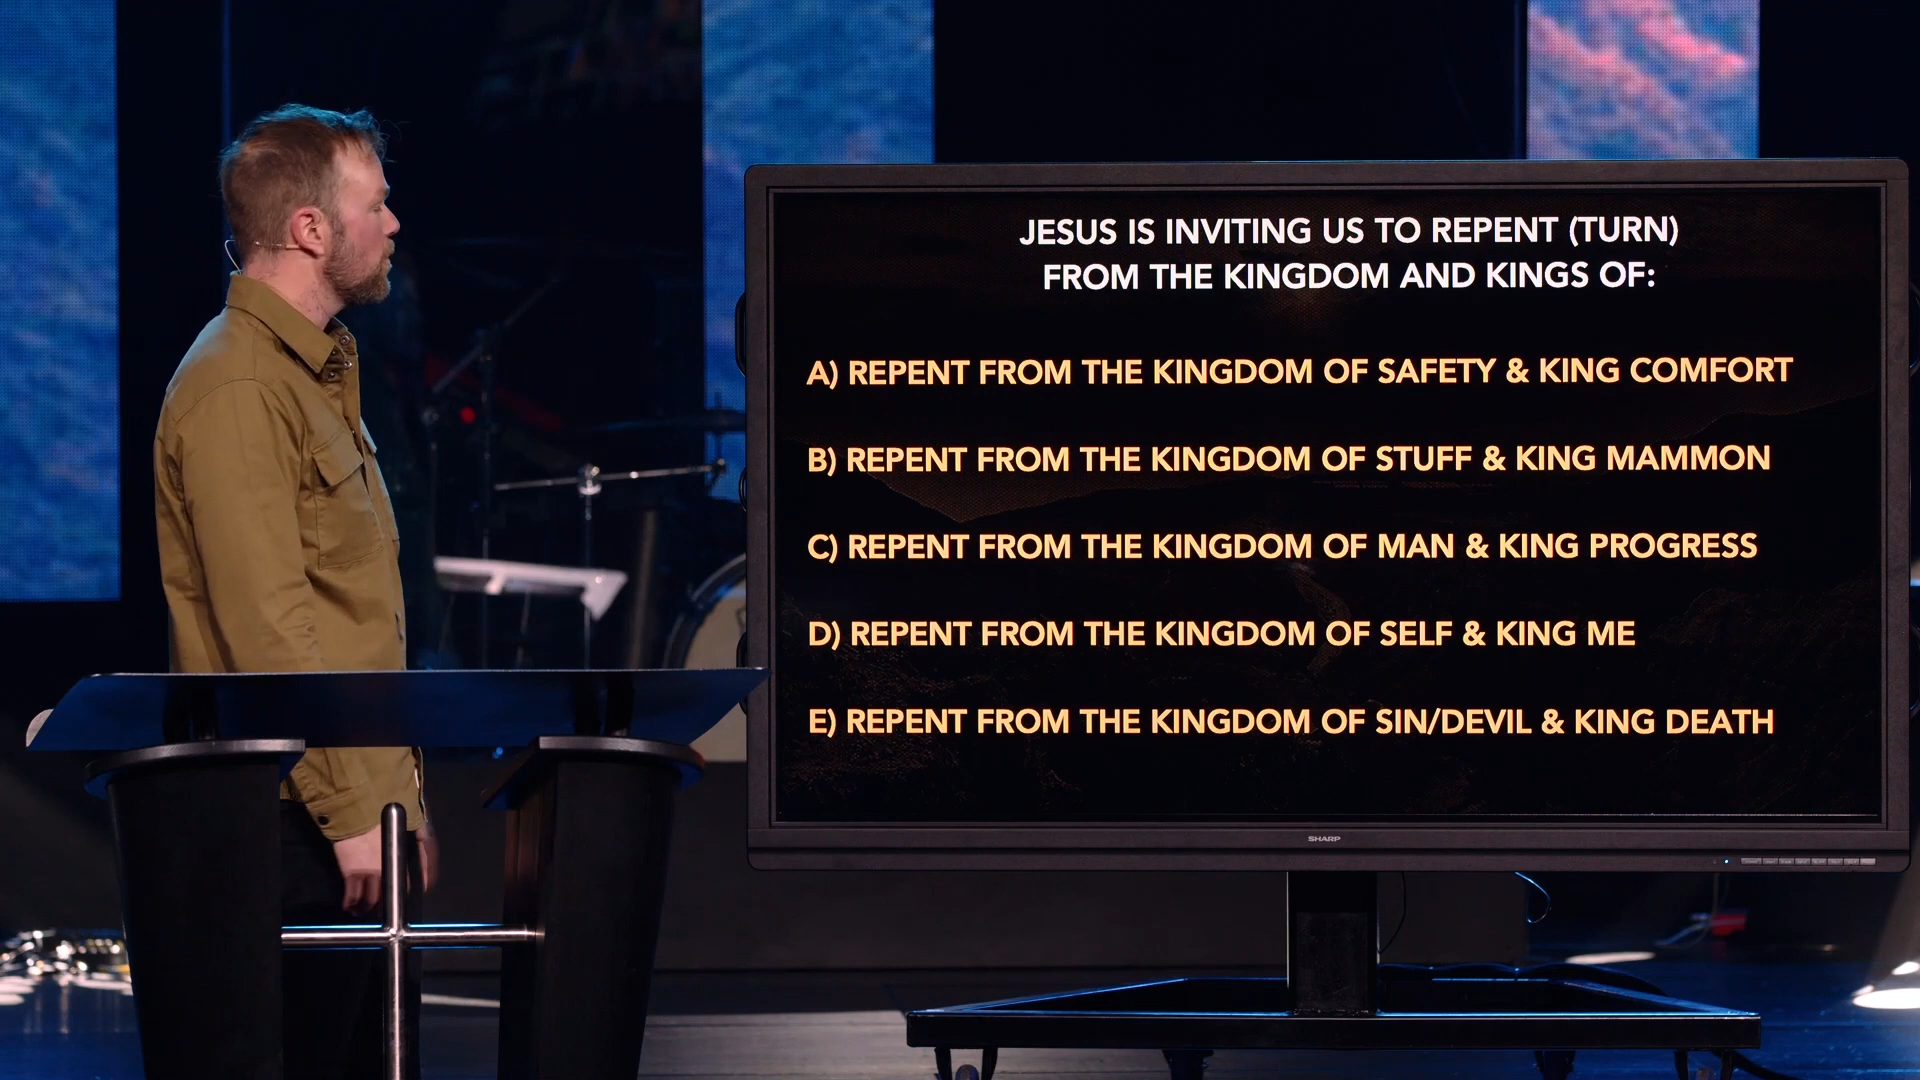 JESUS IS INVITING US TO REPENT (TURN)
FROM THE KINGDOM AND KINGS OF:
A) REPENT FROM THE KINGDOM OF SAFETY & KING COMFORT
B) REPENT FROM THE KINGDOM OF STUFF & KING MAMMON
C) REPENT FROM THE KINGDOM OF MAN & KING PROGRESS
D) REPENT FROM THE KINGDOM OF SELF & KING ME
E) REPENT FROM THE KINGDOM OF SIN/DEVIL & KING DEATH
SHARP